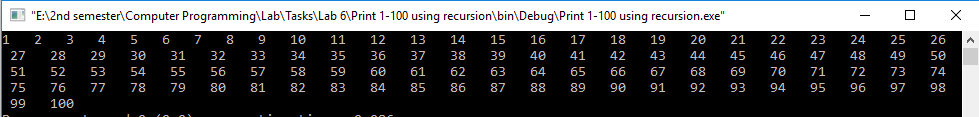 "E:\2nd semester\Computer Programming\Lab\Tasks\Lab 6\Print 1-100 using recursion\bin\Debug\Print 1-100 using recursion.exe"
1 2 3 4 5 6 7 8 9 10 11 12 13 14 15 16 17 18 19 20 21 22 23 24 25 26
27 28 29 30 31 32 33 34 35 36 37 38 39 40 41 42 43 44 45 46 47 48 49 50
51 52 53 54 55 56 57 58 59 60 61 62 63 64 65 66 67 68 69 70 71 72 73 74
75 76 77 78 79 80 81 82 83 84 85 86 87 88 89 90 91 92 93 94 95 96 97 98
99 100